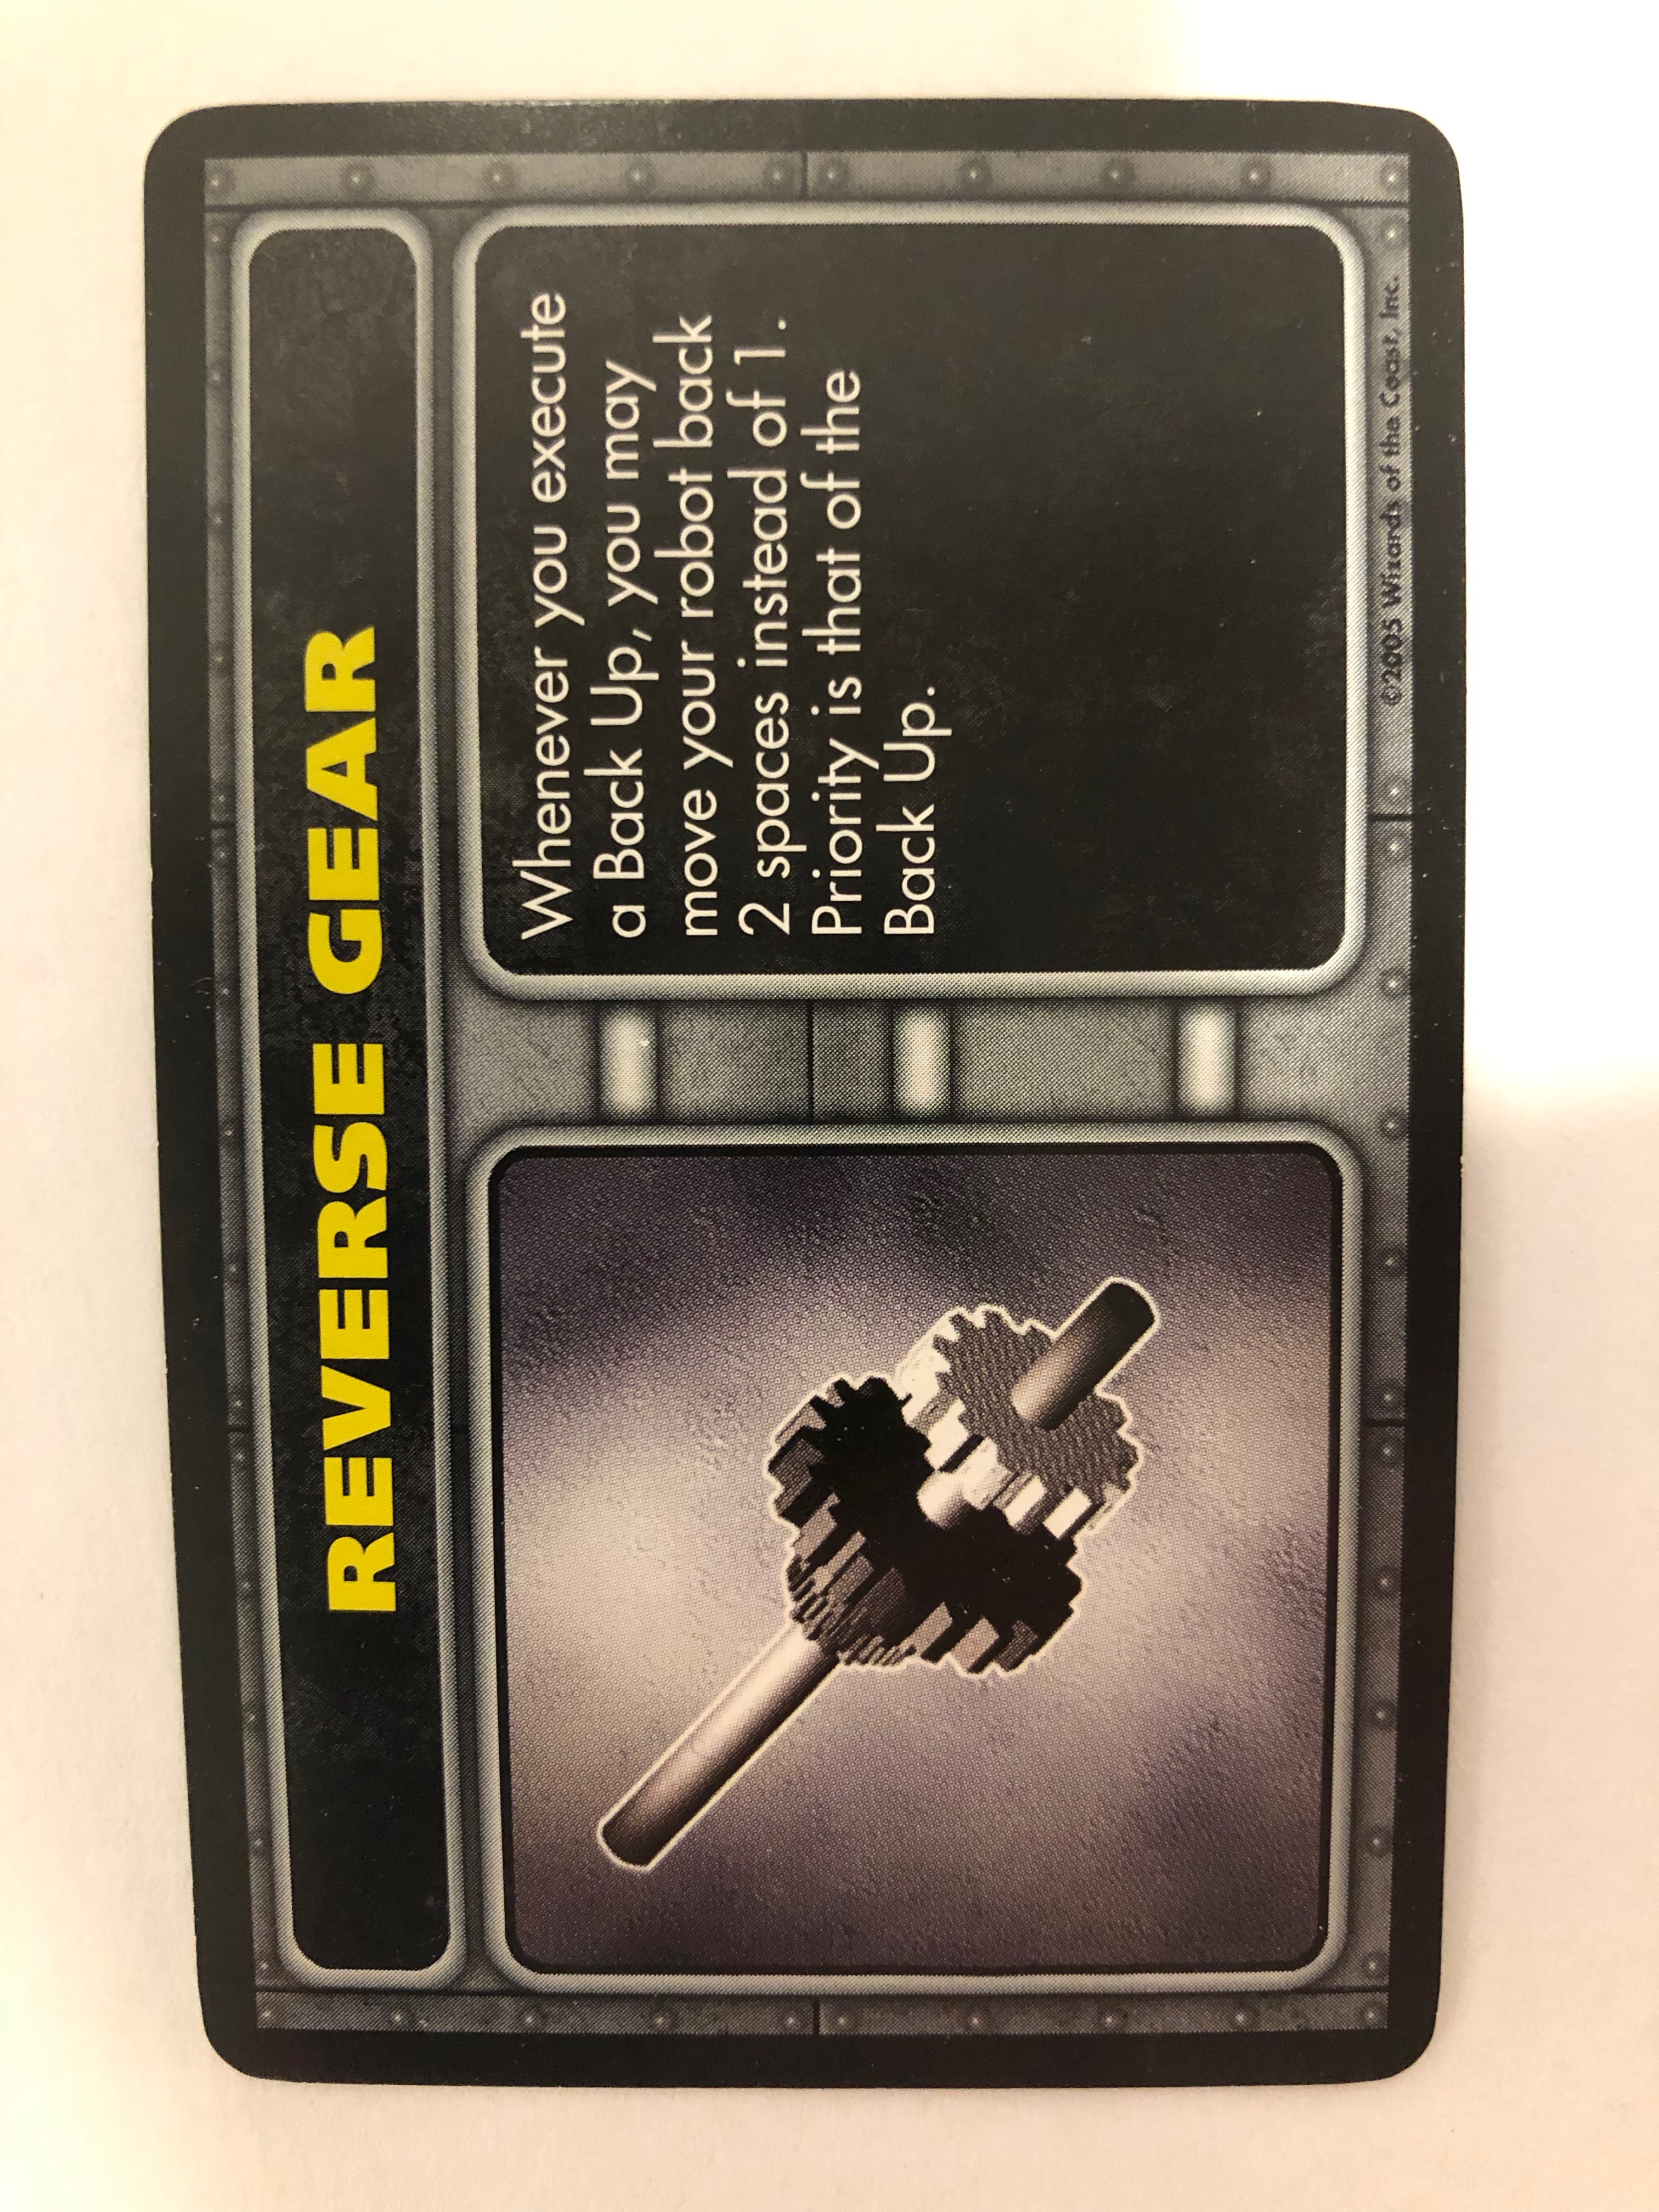 REVERSE GEAR
Whenever you execute
a Back Up, you may
move your robot back
2 spaces instead of 1.
Priority is that of the
Back Up.
©2005 Wizards of the Coast, Inc.